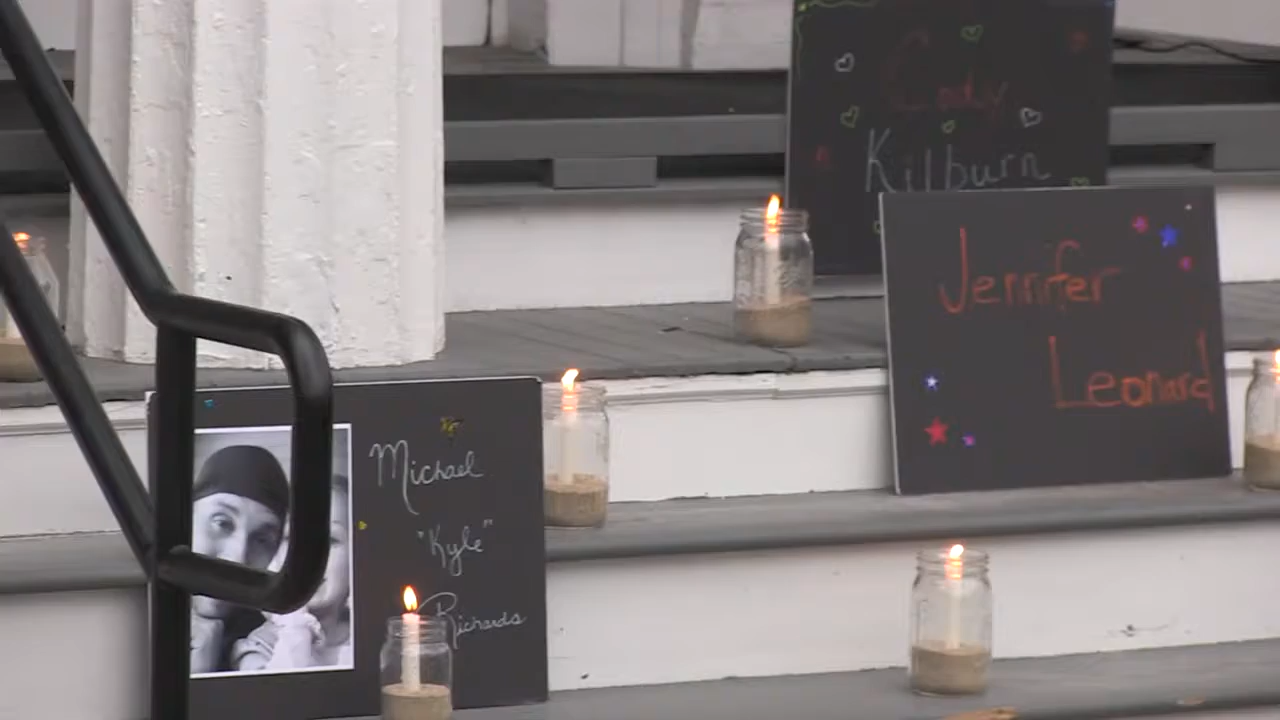 Cody
Kilburn
Jennifer
Leonard
Michael
"Kyle"
Richards